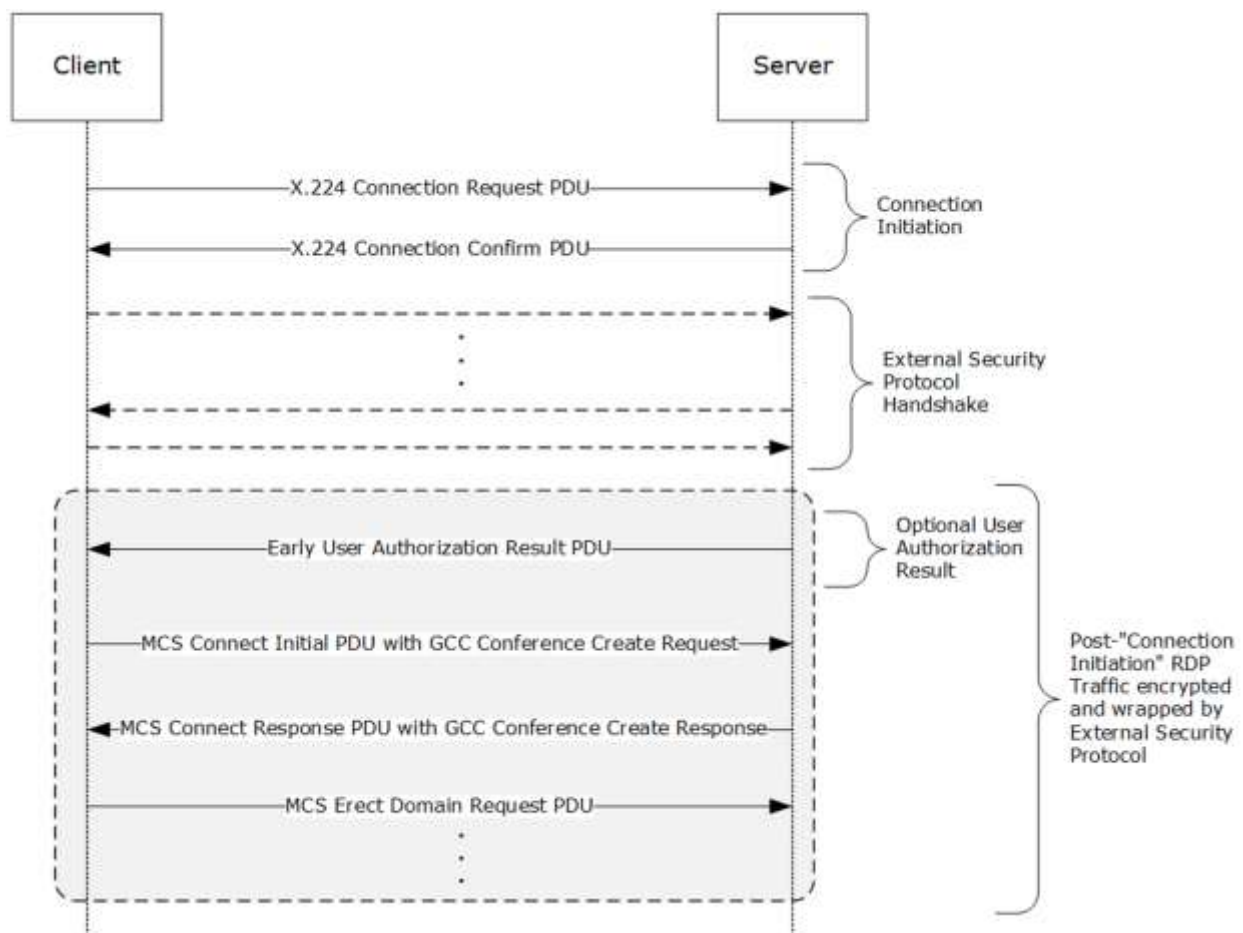 Client
Server
X.224 Connection Request PDU
Connection
Initiation
X.224 Connection Confirm PDU
External Security
Protocol
Handshake
Optional User
Authorization
Result
Early User Authorization Result PDU
MCS Connect Initial PDU with GCC Conference Create Request
Post-"Connection
Initiation" RDP
Traffic encrypted
and wrapped by
External Security
Protocol
MCS Connect Response PDU with GCC Conference Create Response
MCS Erect Domain Request PDU